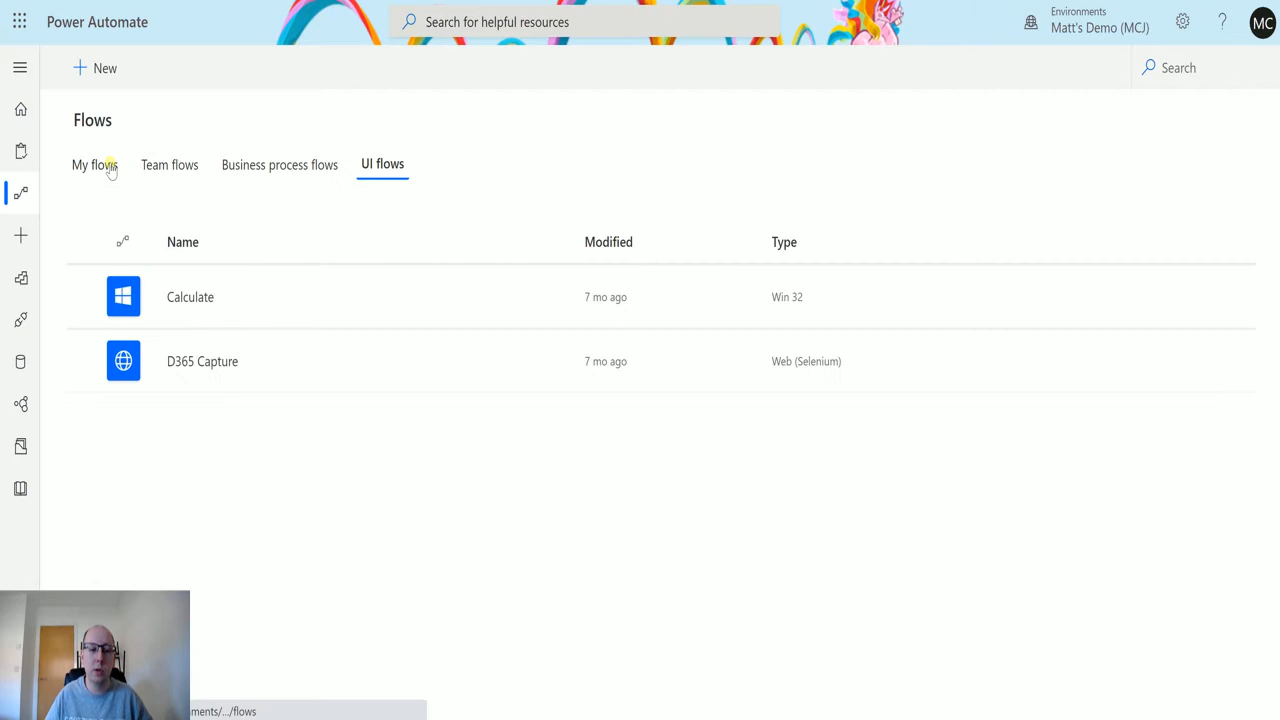 Power Automate
Search for helpful resources
Environments
Matt's Demo (MCJ)
?
MC
New
Search
Flows
My flows
Team flows
Business process flows
UI flows
Name
Modified
Type
Calculate
7 mo ago
Win 32
D365 Capture
7 mo ago
Web (Selenium)
ments/.../flows